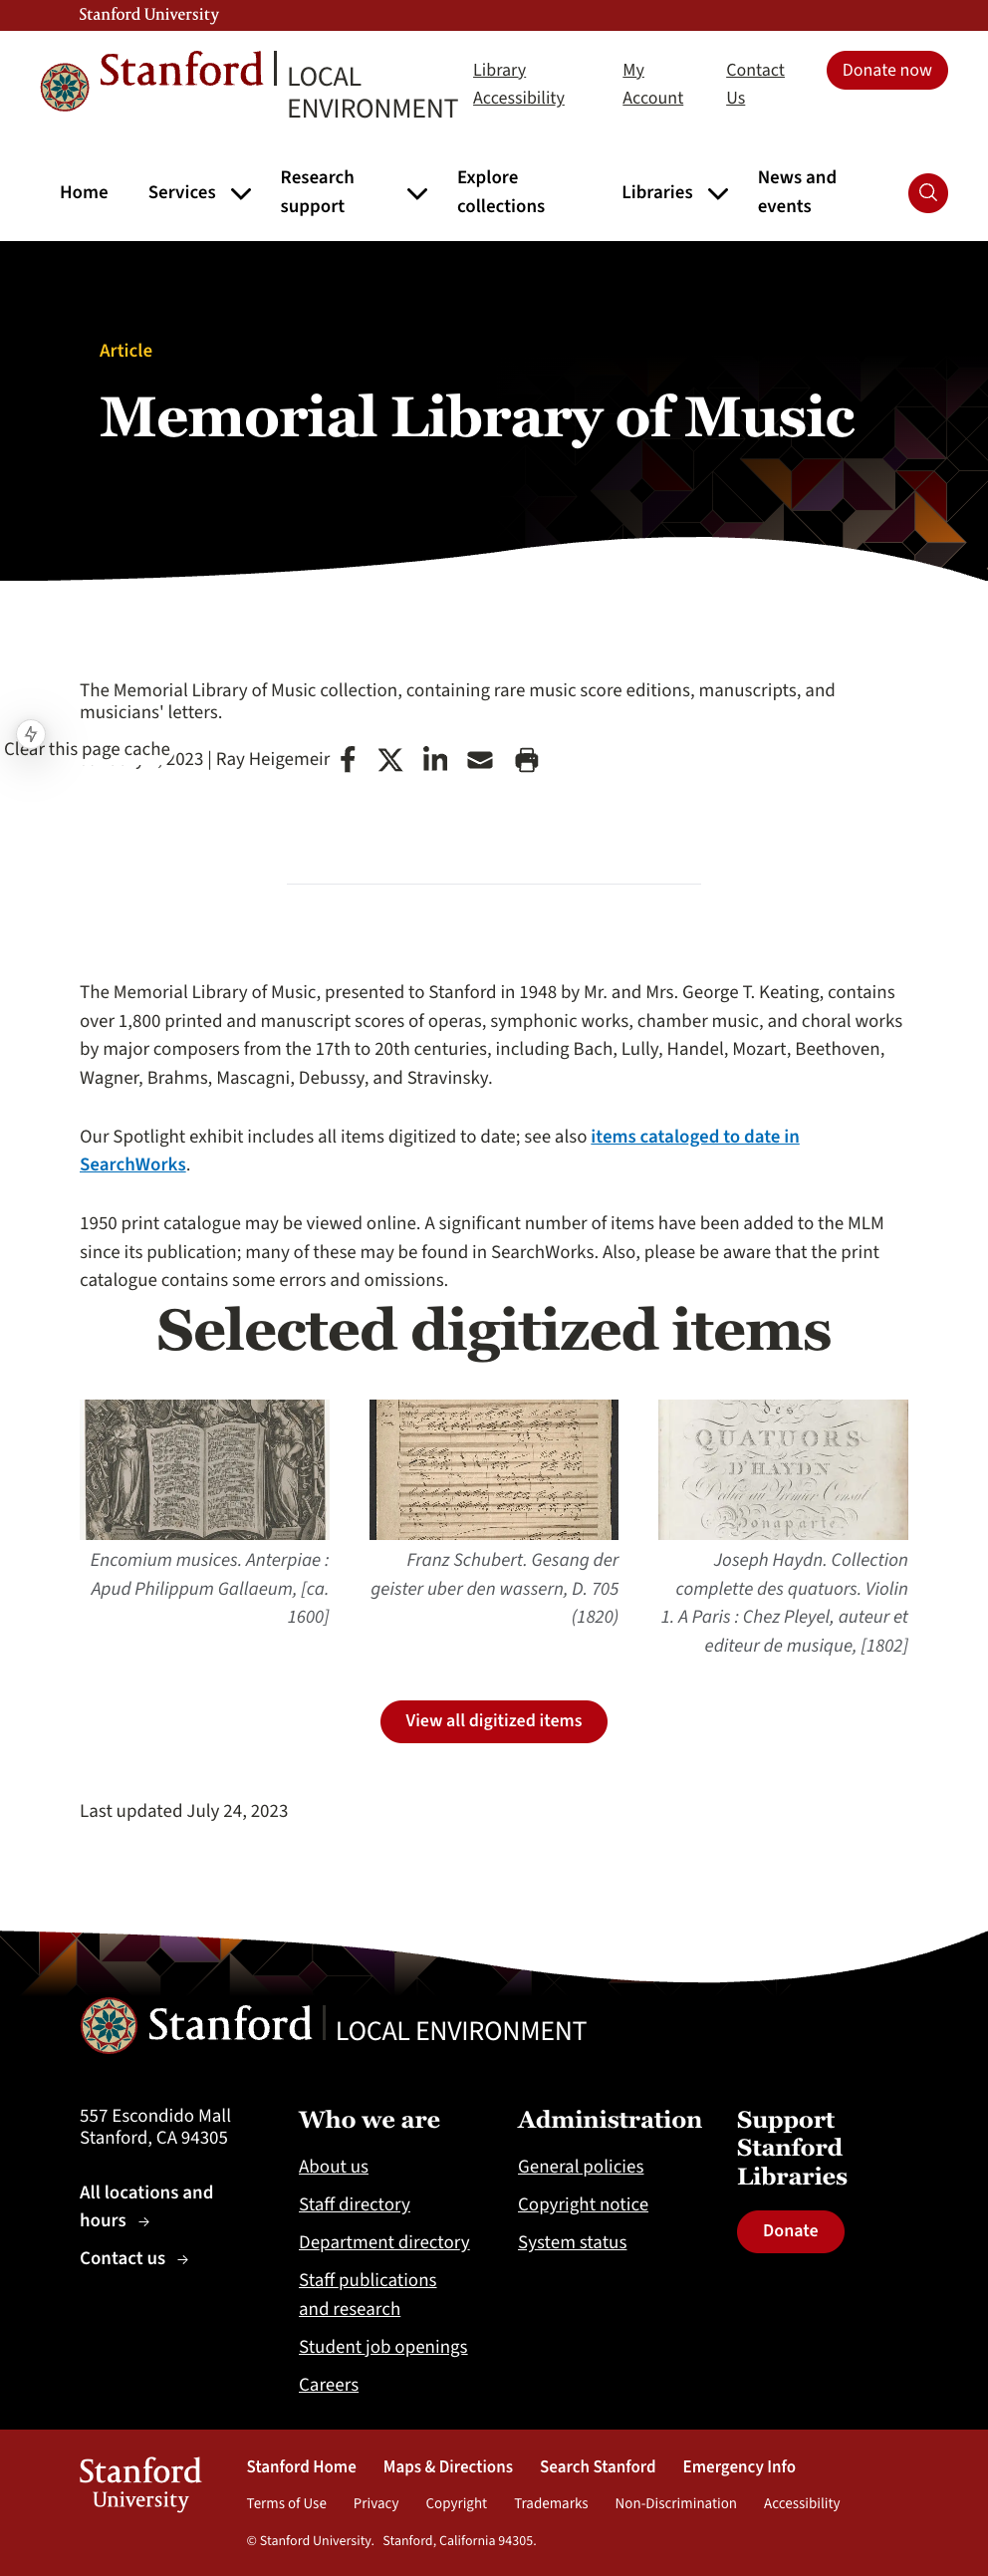 Stanford University
Stanford
LOCAL
ENVIRONMENT
Library
Accessibility
My
Account
Contact
Us
Donate now
Home
Services
Research
support
Explore
collections
Libraries
News and
events
Article
Memorial Library of Music
The Memorial Library of Music collection, containing rare music score editions, manuscripts, and
musicians' letters.
Clear this page cache
2023 | Ray Heigemeir
The Memorial Library of Music, presented to Stanford in 1948 by Mr. and Mrs. George T. Keating, contains
over 1,800 printed and manuscript scores of operas, symphonic works, chamber music, and choral works
by major composers from the 17th to 20th centuries, including Bach, Lully, Handel, Mozart, Beethoven,
Wagner, Brahms, Mascagni, Debussy, and Stravinsky.
Our Spotlight exhibit includes all items digitized to date; see also items cataloged to date in
SearchWorks.
1950 print catalogue may be viewed online. A significant number of items have been added to the MLM
since its publication; many of these may be found in SearchWorks. Also, please be aware that the print
catalogue contains some errors and omissions.
Selected digitized items
des
QUATUORS
D'HAYDN
Dédiée au Premier Consul
Bonaparte
Encomium musices. Anterpiae :
Apud Philippum Gallaeum, [ca.
1600]
Franz Schubert. Gesang der
geister uber den wassern, D. 705
(1820)
Joseph Haydn. Collection
complette des quatuors. Violin
1. A Paris : Chez Pleyel, auteur et
editeur de musique, [1802]
View all digitized items
Last updated July 24, 2023
Stanford LOCAL ENVIRONMENT
557 Escondido Mall
Stanford, CA 94305
All locations and
hours →
Contact us →
Who we are
About us
Staff directory
Department directory
Staff publications
and research
Student job openings
Careers
Administration
General policies
Copyright notice
System status
Support
Stanford
Libraries
Donate
Stanford
University
Stanford Home Maps & Directions Search Stanford Emergency Info
Terms of Use Privacy Copyright Trademarks Non-Discrimination Accessibility
© Stanford University. Stanford, California 94305.